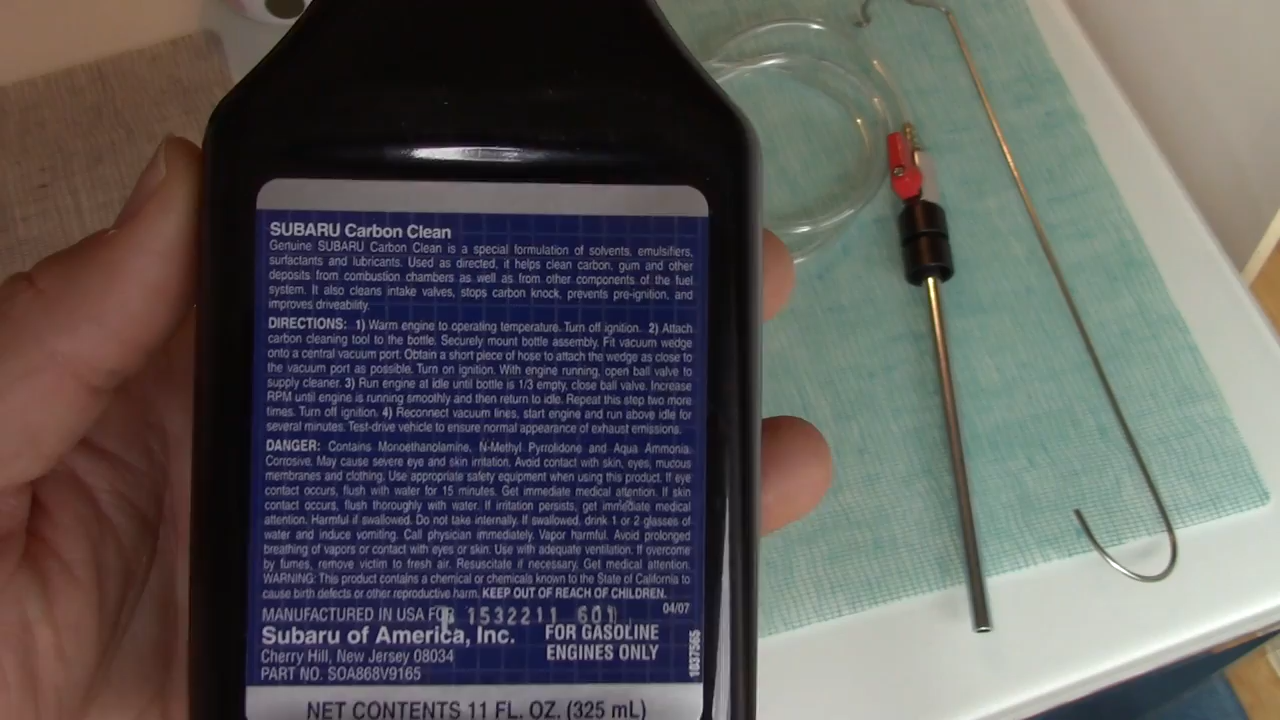 SUBARU Carbon Clean
Genuine SUBARU Carbon Clean is a special formulation of solvents, emulsifiers,
surfactants and lubricants. Used as directed, it helps clean carbon, gum and other
deposits from combustion chambers as well as from other components of the fuel
system. It also cleans intake valves, stops carbon knock, prevents pre-ignition, and
improves driveability.
DIRECTIONS: 1) Warm engine to operating temperature. Turn off ignition. 2) Attach
carbon cleaning tool to the bottle. Securely mount bottle assembly. Fit vacuum wedge
onto a central vacuum port. Obtain a short piece of hose to attach the wedge as close to
the vacuum port as possible. Turn on ignition. With engine running, open ball valve to
supply cleaner. 3) Run engine at idle until bottle is 1/3 empty, close ball valve. Increase
RPM until engine is running smoothly and then return to idle. Repeat this step two more
times. Turn off ignition. 4) Reconnect vacuum lines, start engine and run above idle for
several minutes. Test-drive vehicle to ensure normal appearance of exhaust emissions.
DANGER: Contains Monoethanolamine, N-Methyl Pyrrolidone and Aqua Ammonia.
Corrosive. May cause severe eye and skin irritation. Avoid contact with skin, eyes, mucous
membranes and clothing. Use appropriate safety equipment when using this product. If eye
contact occurs, flush with water for 15 minutes. Get immediate medical attention. If skin
contact occurs, flush thoroughly with water. If irritation persists, get immediate medical
attention. Harmful if swallowed. Do not take internally. If swallowed, drink 1 or 2 glasses of
water and induce vomiting. Call physician immediately. Vapor harmful. Avoid prolonged
breathing of vapors or contact with eyes or skin. Use with adequate ventilation. If overcome
by fumes, remove victim to fresh air. Resuscitate if necessary. Get medical attention.
WARNING: This product contains a chemical or chemicals known to the State of California to
cause birth defects or other reproductive harm. KEEP OUT OF REACH OF CHILDREN.
04/07
MANUFACTURED IN USA FOR
1532211 601
Subaru of America, Inc.
Cherry Hill, New Jersey 08034
PART NO. SOA868V9165
FOR GASOLINE
ENGINES ONLY
1037565
NET CONTENTS 11 FL. OZ. (325 mL)